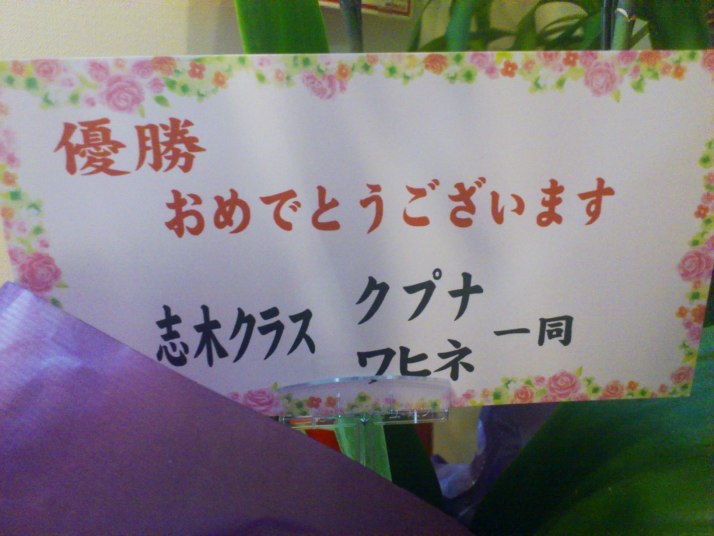 優勝
おめでとうございます
志木クラス クプナ ワヒネ 一同